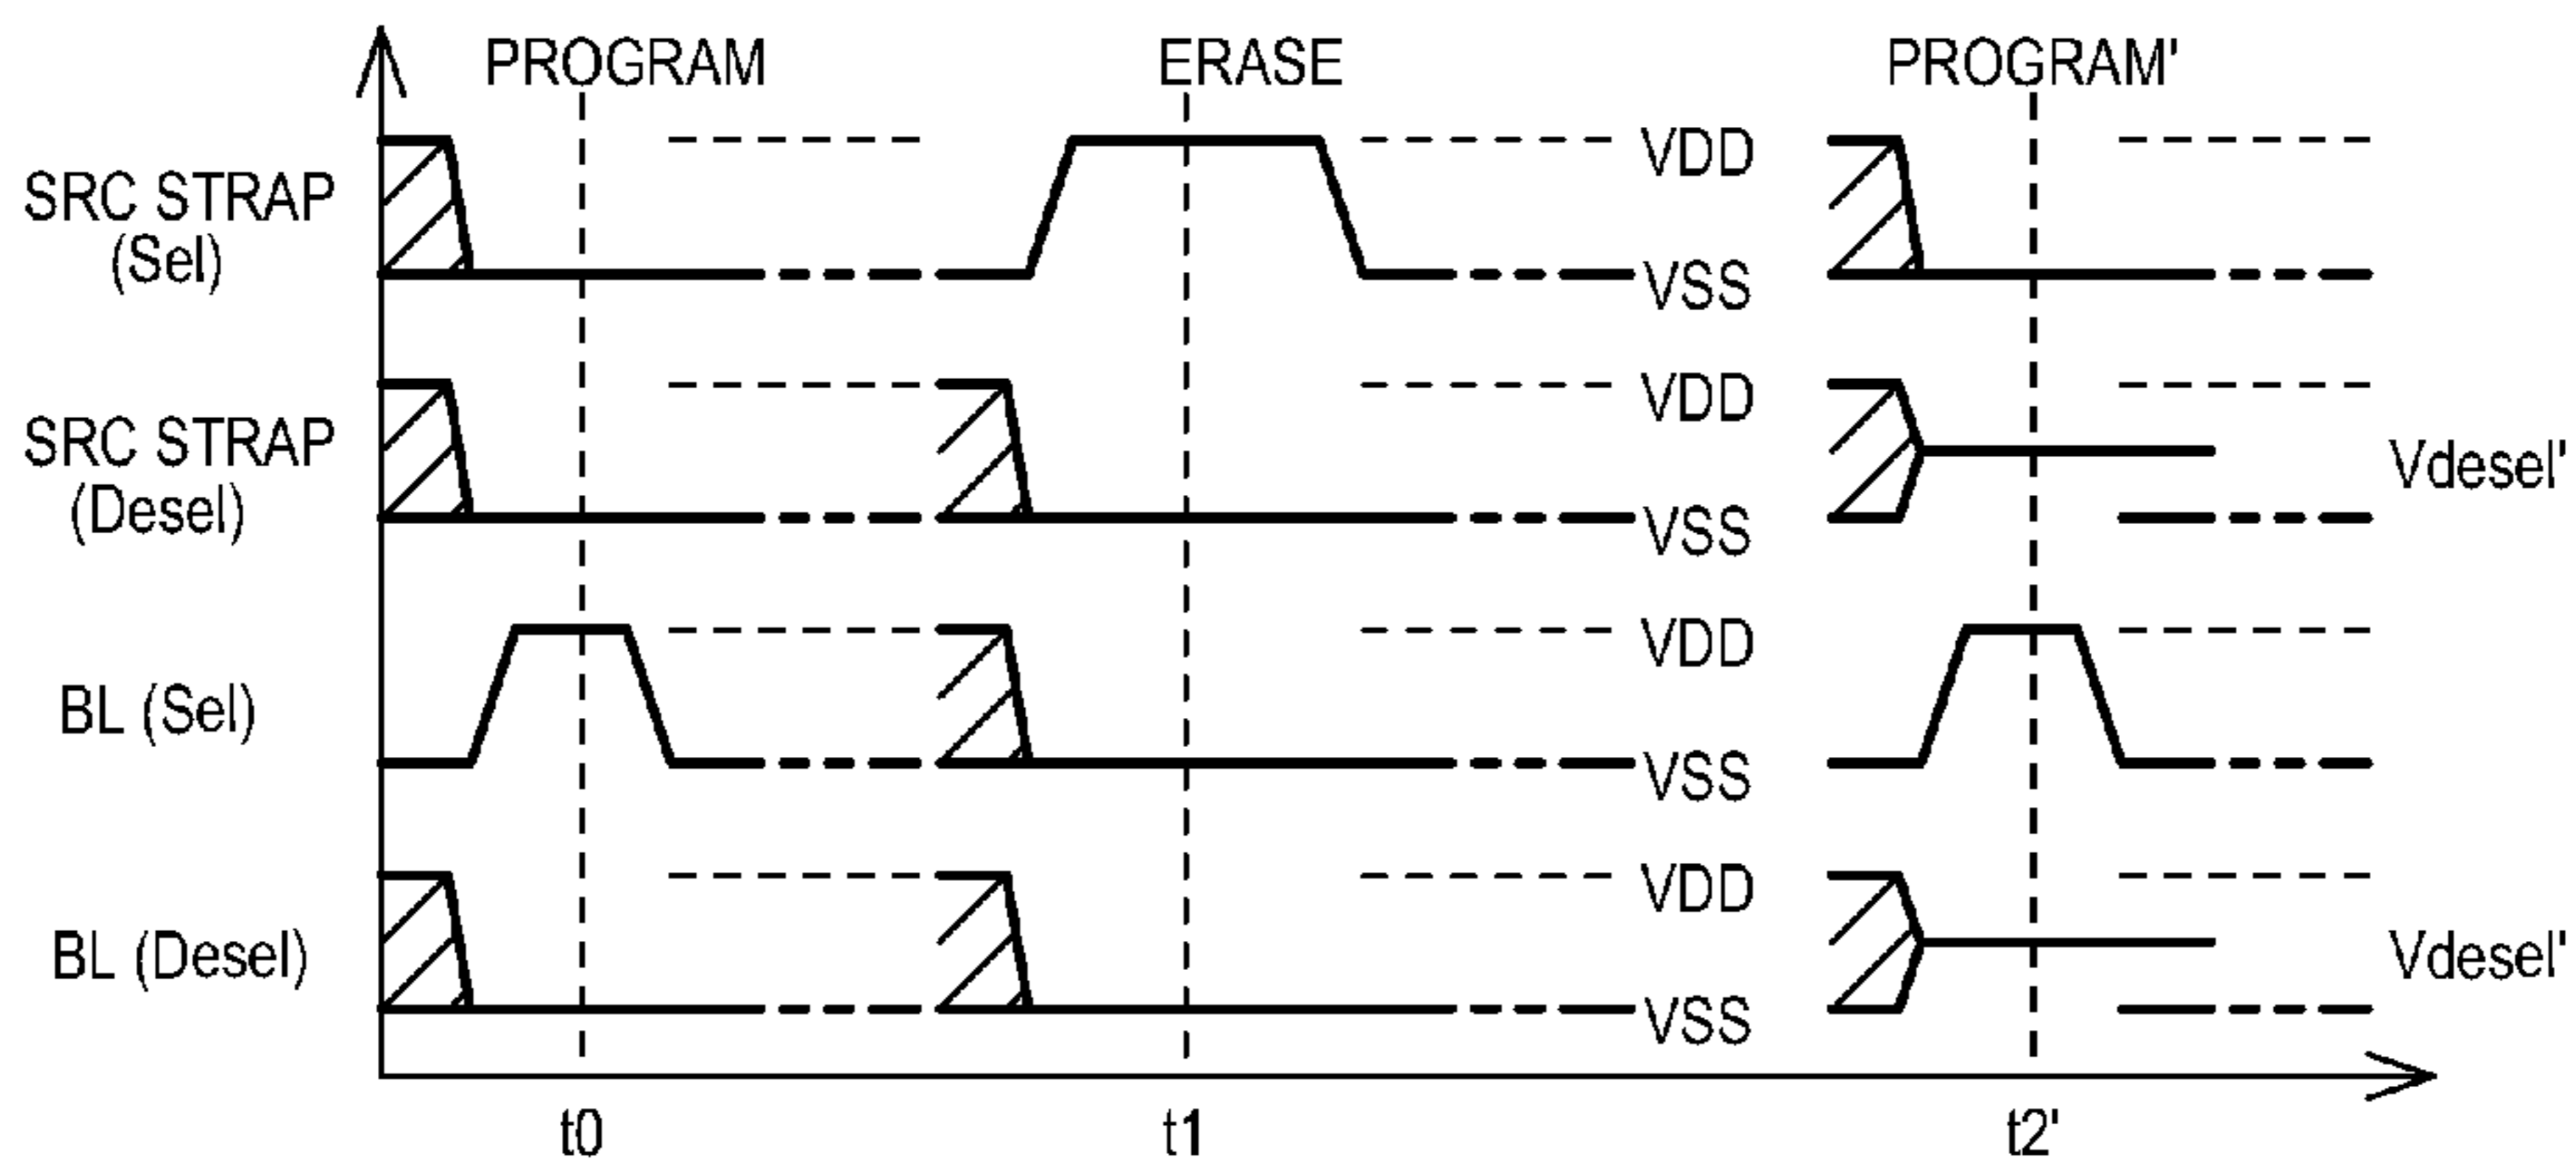 PROGRAM ERASE PROGRAM'
VDD
SRC STRAP
(Sel)
VSS
VDD
SRC STRAP
Vdesel'
(Desel)
VSS
VDD
BL (Sel)
VSS
VDD
BL (Desel)
Vdesel'
VSS
t0 t1 t2'